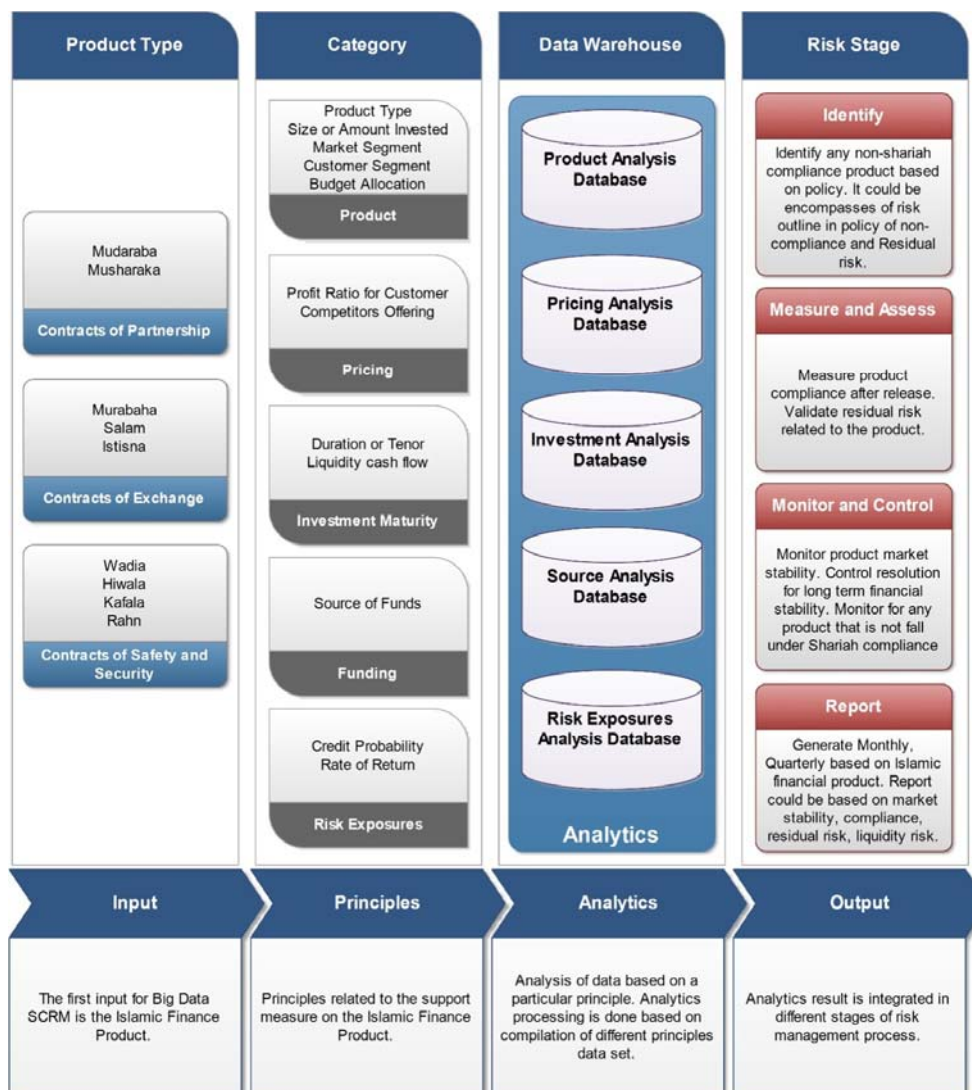 Product Type
Mudaraba
Musharaka
Contracts of Partnership
Murabaha
Salam
Istisna
Contracts of Exchange
Wadia
Hiwala
Kafala
Rahn
Contracts of Safety and
Security
Category
Product Type
Size or Amount Invested
Market Segment
Customer Segment
Budget Allocation
Product
Profit Ratio for Customer
Competitors Offering
Pricing
Duration or Tenor
Liquidity cash flow
Investment Maturity
Source of Funds
Funding
Credit Probability
Rate of Return
Risk Exposures
Data Warehouse
Product Analysis
Database
Pricing Analysis
Database
Investment Analysis
Database
Source Analysis
Database
Risk Exposures
Analysis Database
Analytics
Risk Stage
Identify
Identify any non-shariah
compliance product based
on policy. It could be
encompasses of risk
outline in policy of non-
compliance and Residual
risk.
Measure and Assess
Measure product
compliance after release.
Validate residual risk
related to the product.
Monitor and Control
Monitor product market
stability. Control resolution
for long term financial
stability. Monitor for any
product that is not fall
under Shariah compliance
Report
Generate Monthly,
Quarterly based on Islamic
financial product. Report
could be based on market
stability, compliance,
residual risk, liquidity risk.
Input
The first input for Big Data
SCRM is the Islamic Finance
Product.
Principles
Principles related to the support
measure on the Islamic Finance
Product.
Analytics
Analysis of data based on a
particular principle. Analytics
processing is done based on
compilation of different principles
data set.
Output
Analytics result is integrated in
different stages of risk
management process.